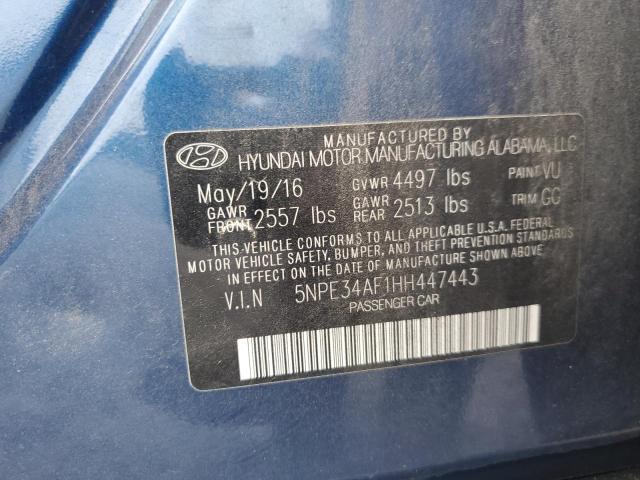 MANUFACTURED BY
HYUNDAI MOTOR MANUFACTURING ALABAMA, LLC
May/19/16 GVWR 4497 lbs PAINT VU
GAWR FRONT 2557 lbs GAWR REAR 2513 lbs TRIM GC
THIS VEHICLE CONFORMS TO ALL APPLICABLE U.S.A. FEDERAL
MOTOR VEHICLE SAFETY, BUMPER, AND THEFT PREVENTION STANDARDS
IN EFFECT ON THE DATE OF MANUFACTURE SHOWN ABOVE
V.I.N 5NPE34AF1HH447443
PASSENGER CAR